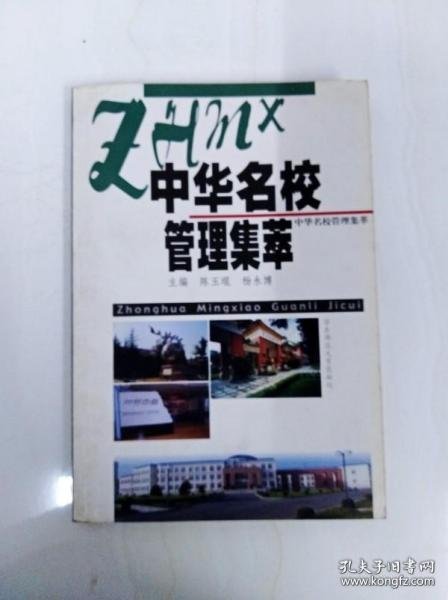 ZHMX
中华名校
中华名校管理集萃
管理集萃
主编 陈玉琨 杨永博
Zhonghua Mingxiao Guanli Jicui
孔夫子旧书网
www.kongfz.com